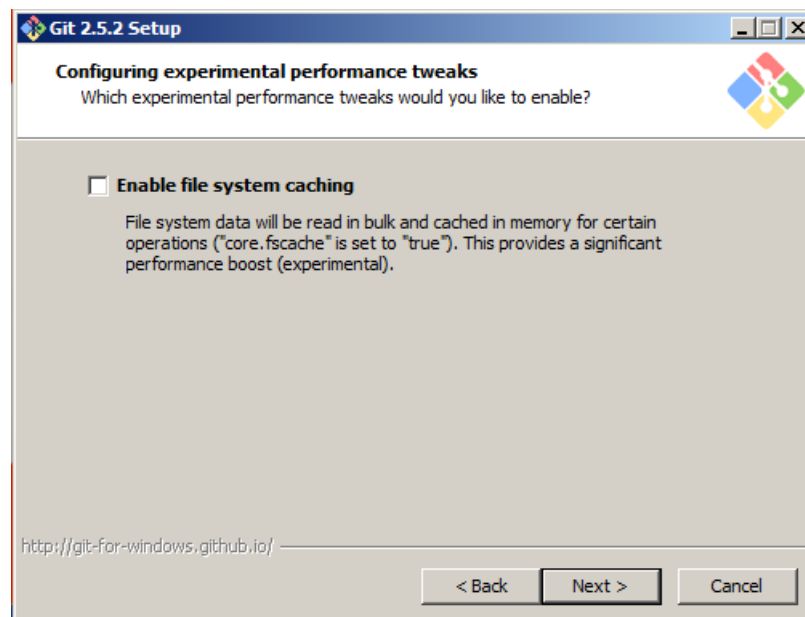 Git 2.5.2 Setup
Configuring experimental performance tweaks
Which experimental performance tweaks would you like to enable?
Enable file system caching
File system data will be read in bulk and cached in memory for certain
operations ("core.fscache" is set to "true"). This provides a significant
performance boost (experimental).
http://git-for-windows.github.io/
< Back
Next >
Cancel